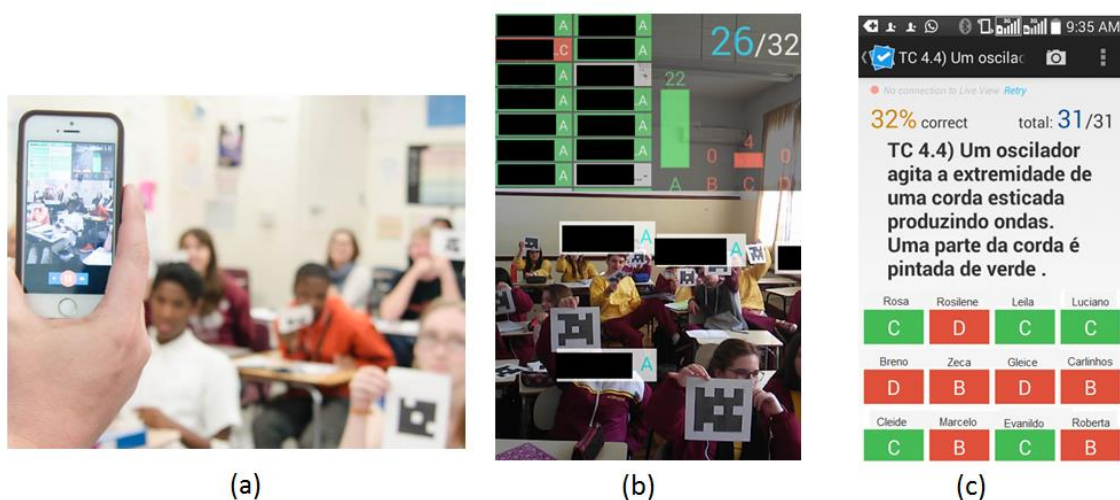 A
A
26/32
C
A
A
A
A
A
A
A
A
A
22
0
4
0
A
B
C
D
A
A
A
9:35 AM
TC 4.4) Um oscila
No connection to Live View Retry
32% correct
total: 31/31
TC 4.4) Um oscilador
agita a extremidade de
uma corda esticada
produzindo ondas.
Uma parte da corda é
pintada de verde .
Rosa Rosilene Leila Luciano
C D C C
Breno Zeca Gleice Carlinhos
D B D B
Cleide Marcelo Evanildo Roberta
C B C B
(a) (b) (c)